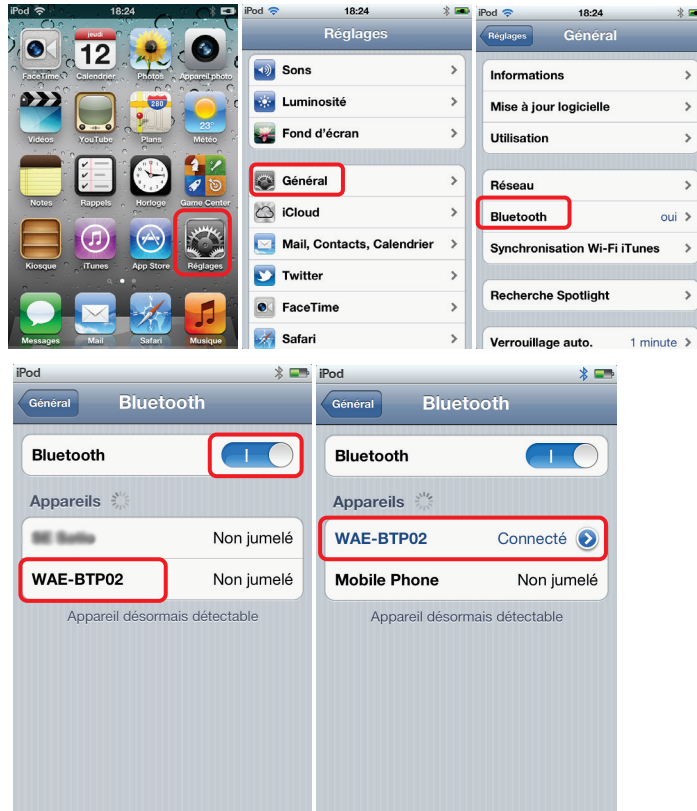 iPod 18:24
jeudi
12
280
23°
FaceTime Calendrier Photos Appareil photo
Vidéos YouTube Plans Météo
Notes Rappels Horloge Game Center
Kiosque iTunes App Store Réglages
Messages Mail Safari Musique
iPod 18:24
Réglages
Sons
Luminosité
Fond d'écran
Général
iCloud
Mail, Contacts, Calendrier
Twitter
FaceTime
Safari
iPod 18:24
Réglages Général
Informations
Mise à jour logicielle
Utilisation
Réseau
Bluetooth oui
Synchronisation Wi-Fi iTunes
Recherche Spotlight
Verrouillage auto. 1 minute
iPod
Général Bluetooth
Bluetooth
Appareils
Non jumelé
WAE-BTP02 Non jumelé
Appareil désormais détectable
iPod
Général Bluetooth
Bluetooth
Appareils
WAE-BTP02 Connecté
Mobile Phone Non jumelé
Appareil désormais détectable